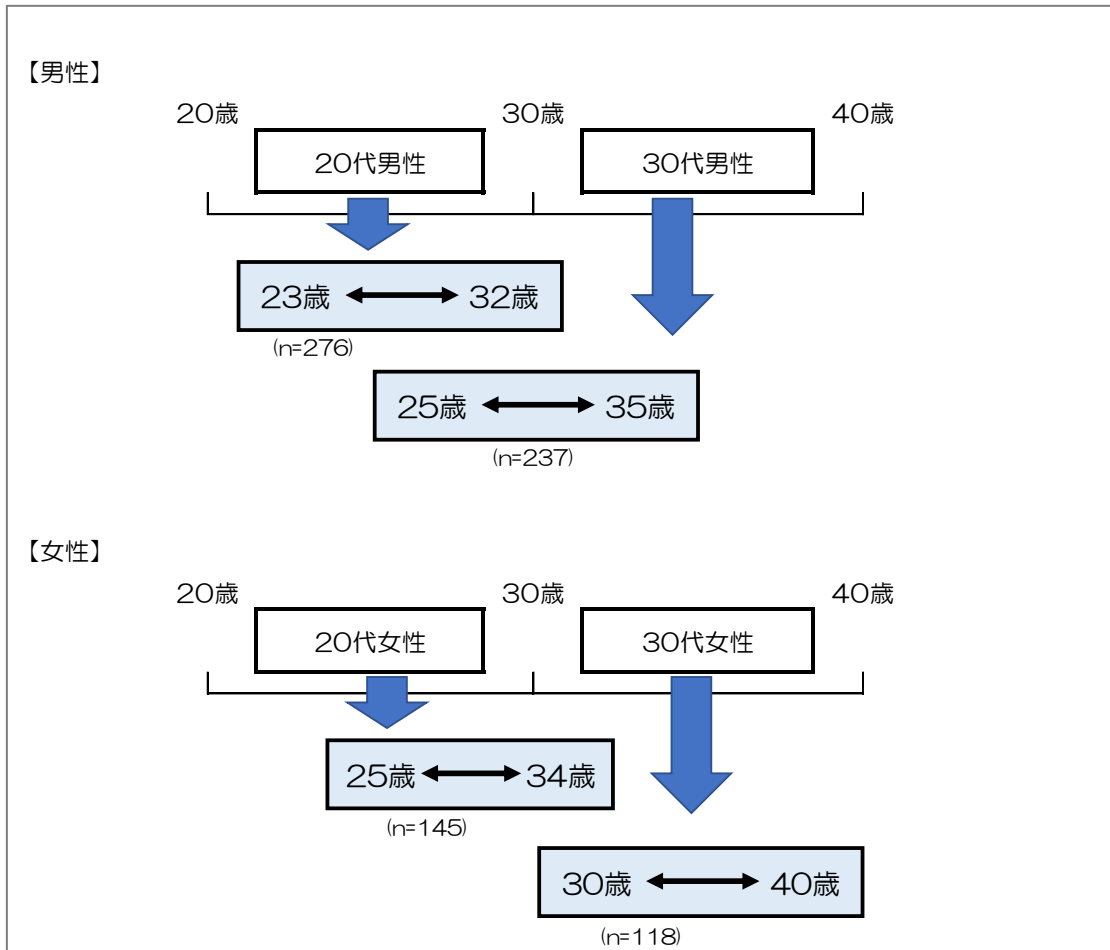 【男性】
20歳 30歳 40歳
20代男性 30代男性
23歳 32歳
(n=276)
25歳 35歳
(n=237)
【女性】
20歳 30歳 40歳
20代女性 30代女性
25歳 34歳
(n=145)
30歳 40歳
(n=118)